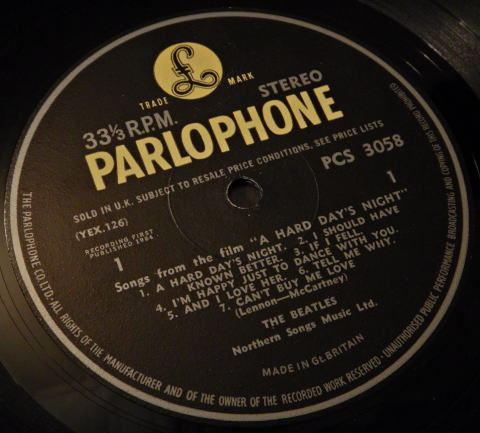 £
TRADE MARK
33⅓ R.P.M. STEREO
PARLOPHONE
SOLD IN U.K. SUBJECT TO RESALE PRICE CONDITIONS, SEE PRICE LISTS
(YEX.126) PCS 3058
RECORDING FIRST
PUBLISHED 1964
1 1
Songs from the film "A HARD DAY'S NIGHT"
1. A HARD DAY'S NIGHT. 2. I SHOULD HAVE
KNOWN BETTER. 3. IF I FELL.
4. I'M HAPPY JUST TO DANCE WITH YOU.
5. AND I LOVE HER. 6. TELL ME WHY.
7. CAN'T BUY ME LOVE
(Lennon—McCartney)
THE BEATLES
Northern Songs Music Ltd.
MADE IN Gt. BRITAIN
THE PARLOPHONE CO. LTD. ALL RIGHTS OF THE MANUFACTURER AND OF THE OWNER OF THE RECORDED WORK RESERVED · UNAUTHORISED PUBLIC PERFORMANCE BROADCASTING AND COPYING OF THIS RECORD PROHIBITED